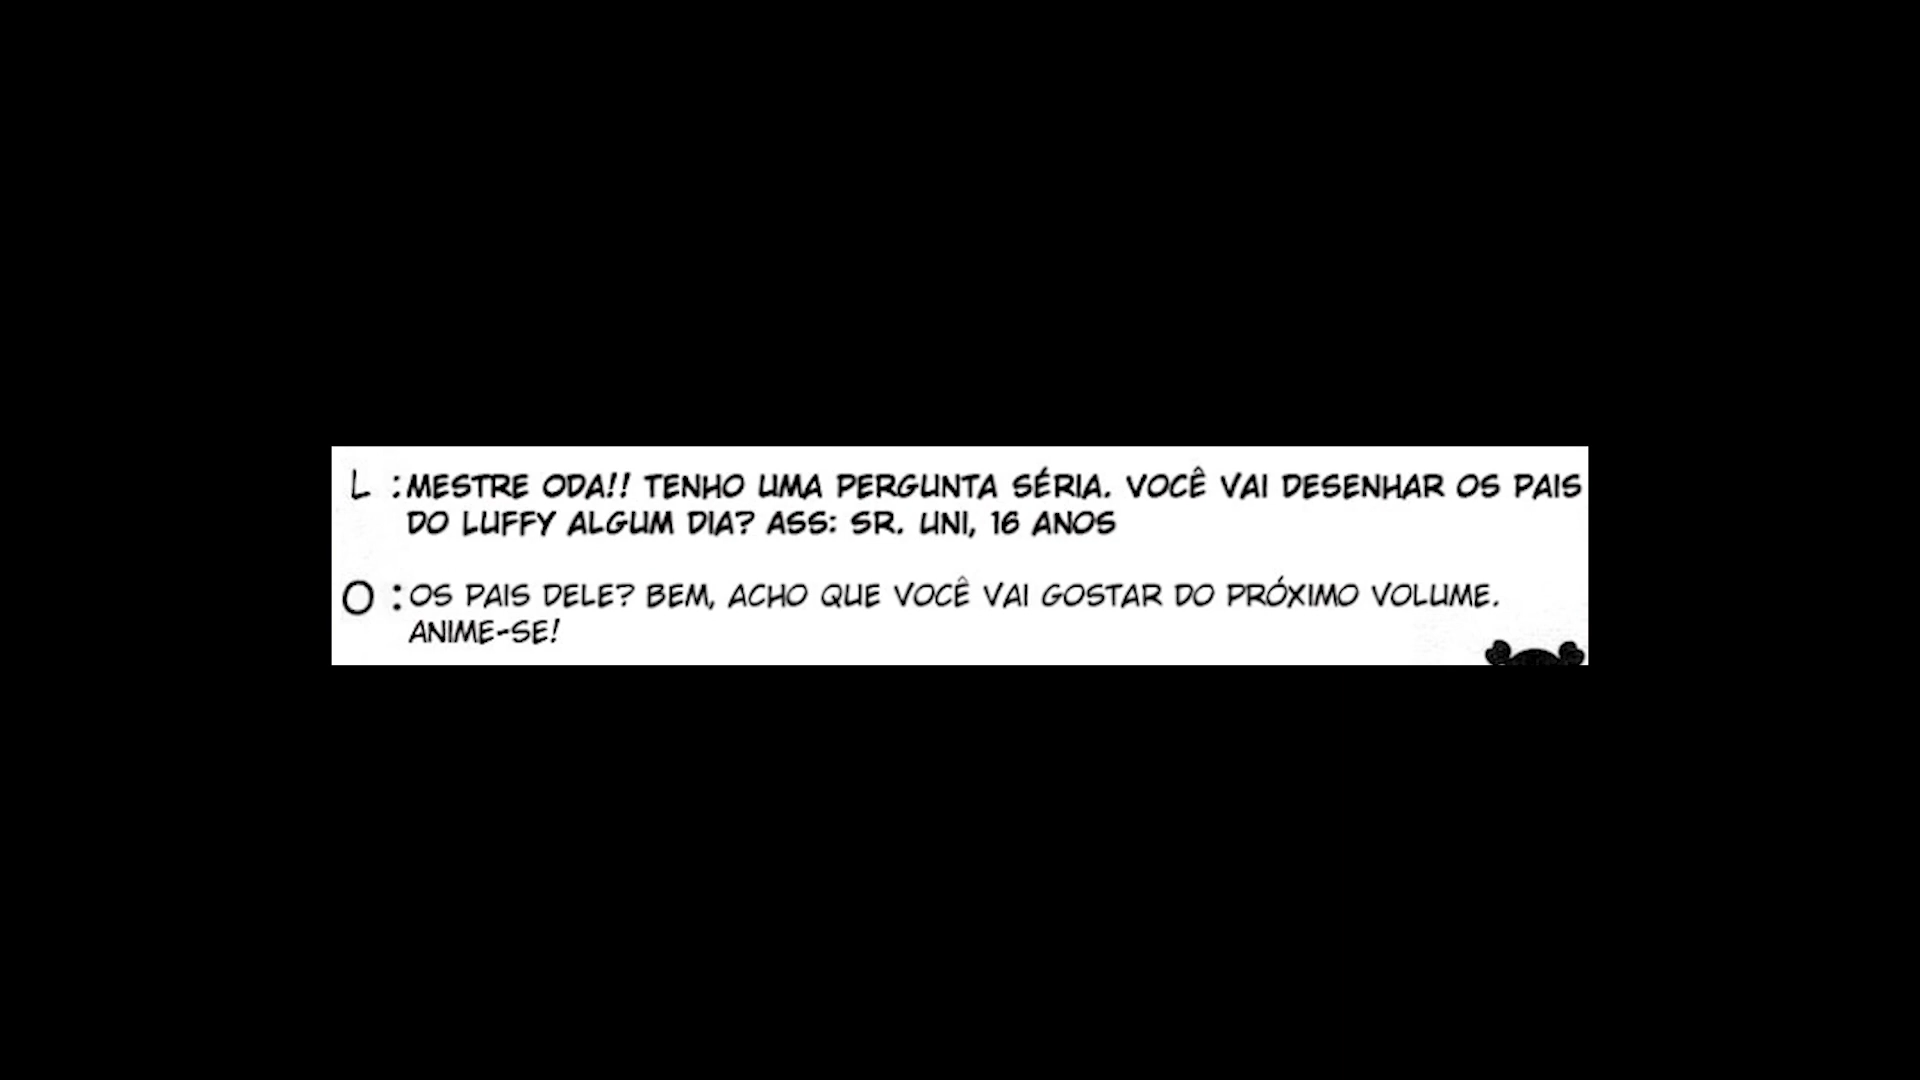 L :MESTRE ODA!! TENHO UMA PERGUNTA SÉRIA. VOCÊ VAI DESENHAR OS PAIS
DO LUFFY ALGUM DIA? ASS: SR. UNI, 16 ANOS
O :OS PAIS DELE? BEM, ACHO QUE VOCÊ VAI GOSTAR DO PRÓXIMO VOLUME.
ANIME-SE!